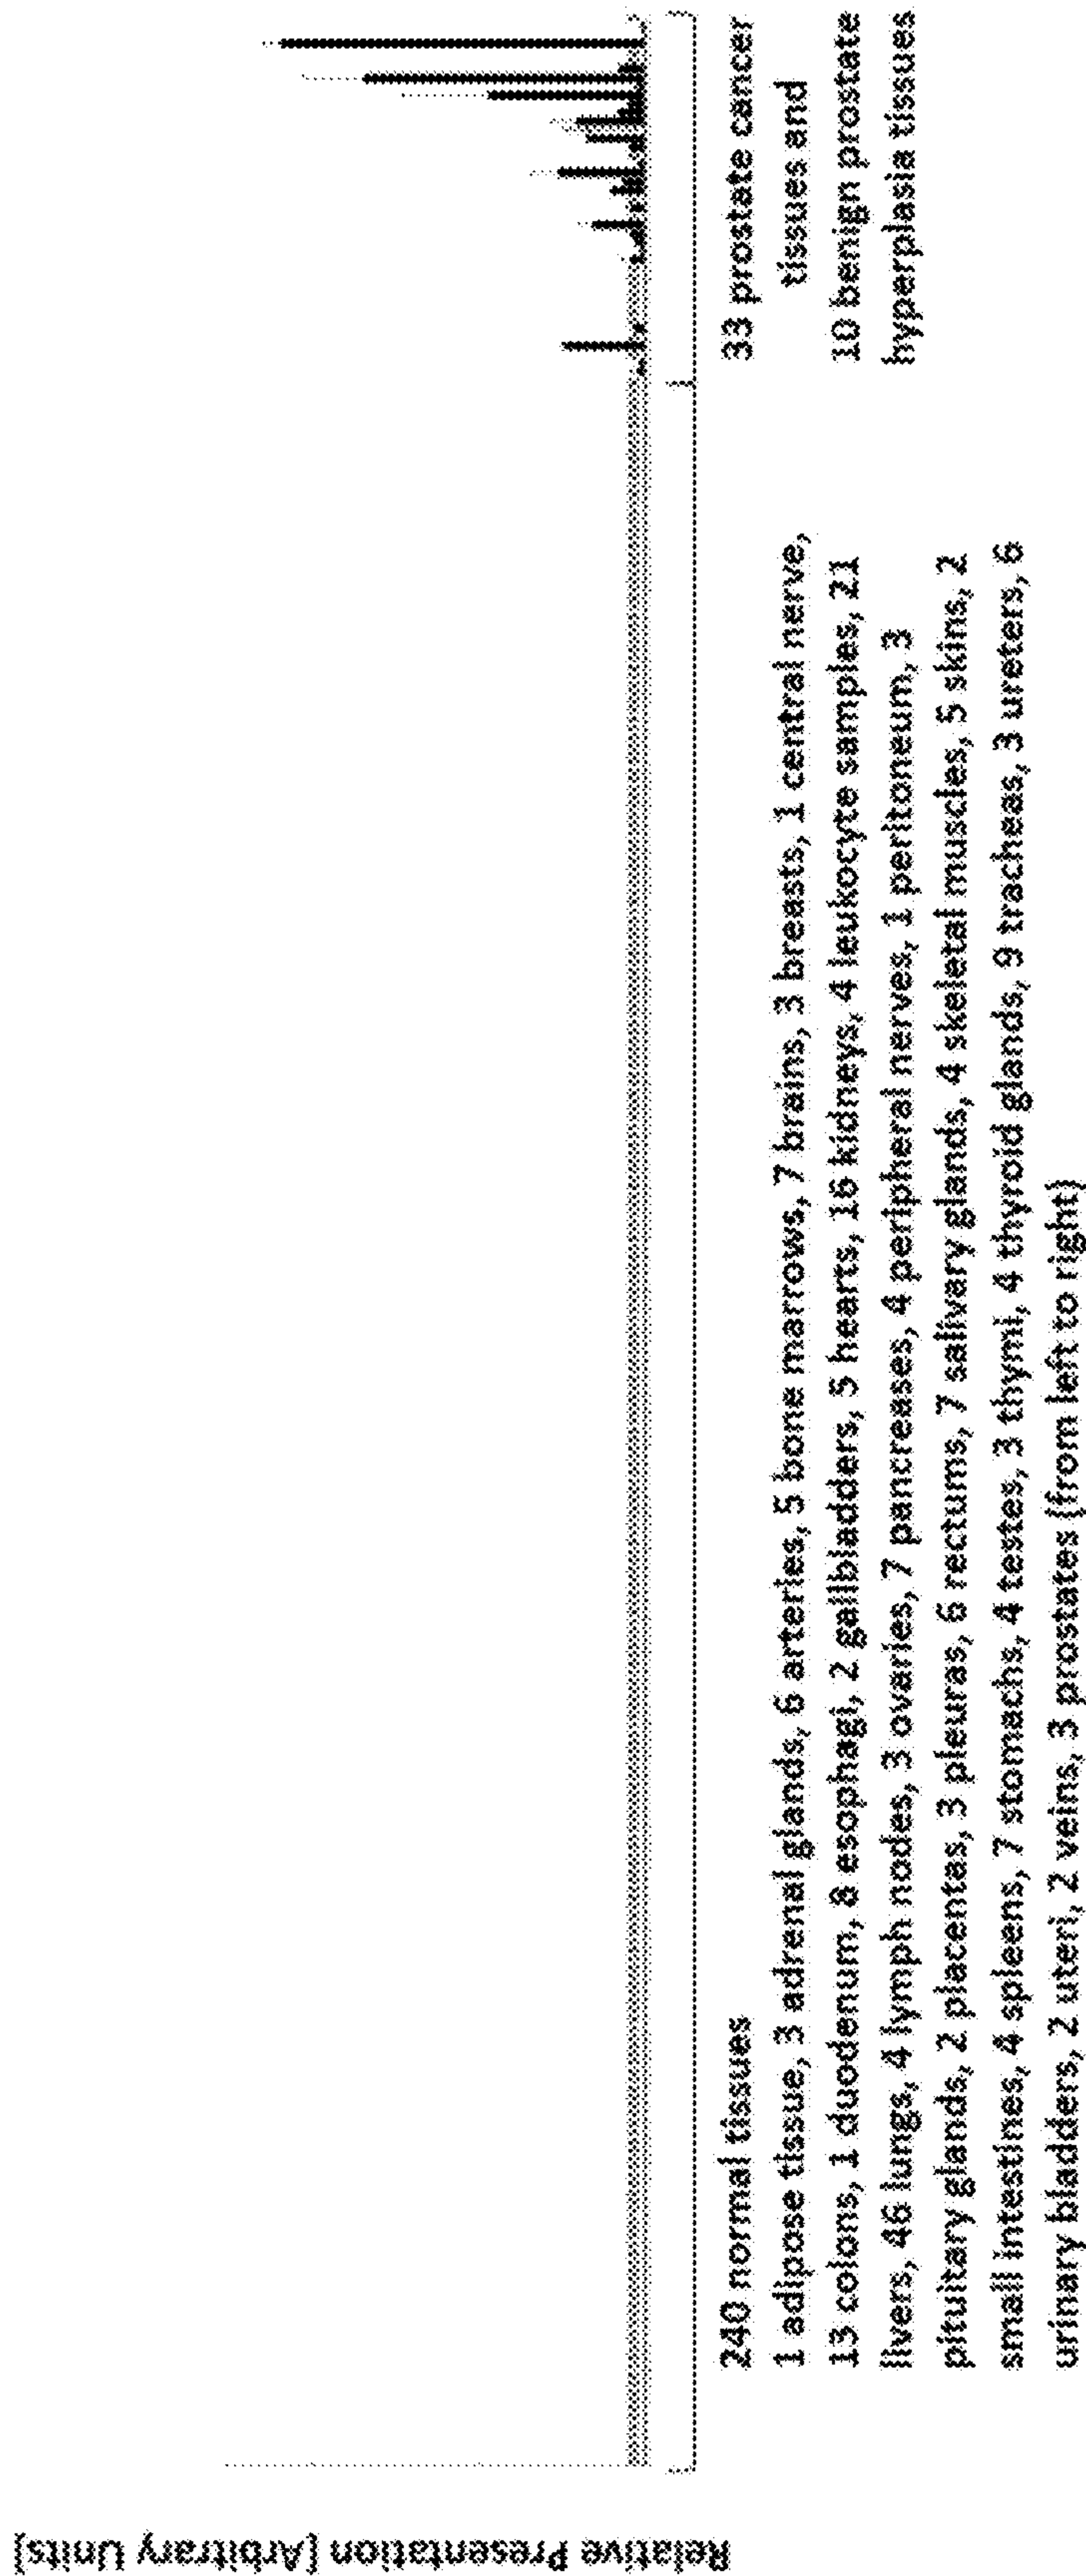 Relative Presentation [Arbitrary Units]
240 normal tissues
1 adipose tissue, 3 adrenal glands, 6 arteries, 5 bone marrows, 7 brains, 3 breasts, 1 central nerve,
13 colons, 1 duodenum, 8 esophagi, 2 gallbladders, 5 hearts, 16 kidneys, 4 leukocyte samples, 21
livers, 46 lungs, 4 lymph nodes, 3 ovaries, 7 pancreases, 4 peripheral nerves, 1 peritoneum, 3
pituitary glands, 2 placentas, 3 pleuras, 6 rectums, 7 salivary glands, 4 skeletal muscles, 5 skins, 2
small intestines, 4 spleens, 7 stomachs, 4 testes, 3 thymi, 4 thyroid glands, 9 tracheas, 3 ureters, 6
urinary bladders, 2 uteri, 2 veins, 3 prostates (from left to right)
33 prostate cancer
tissues and
10 benign prostate
hyperplasia tissues